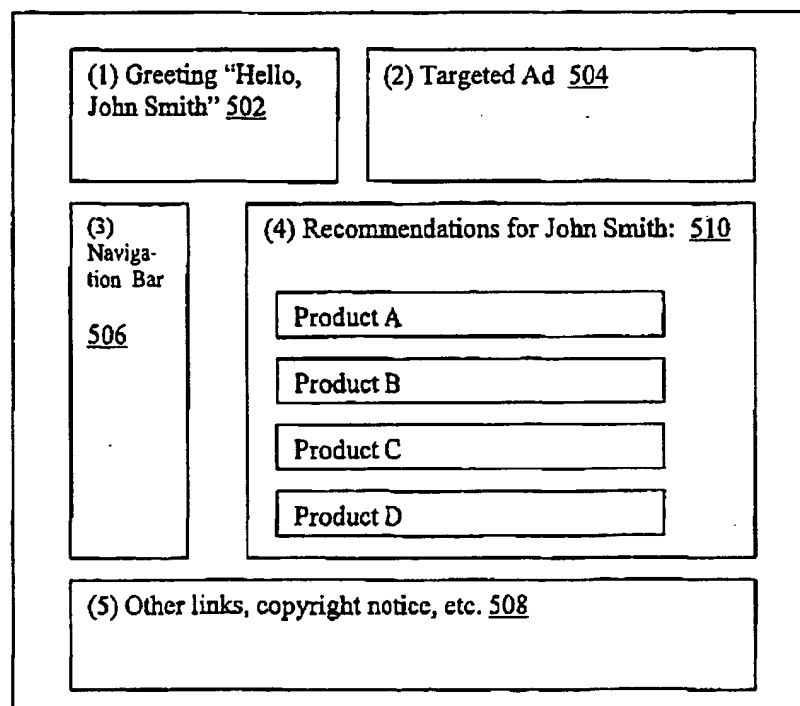 (1) Greeting “Hello,
John Smith” 502
(2) Targeted Ad 504
(3)
Naviga-
tion Bar
506
(4) Recommendations for John Smith: 510
Product A
Product B
Product C
Product D
(5) Other links, copyright notice, etc. 508